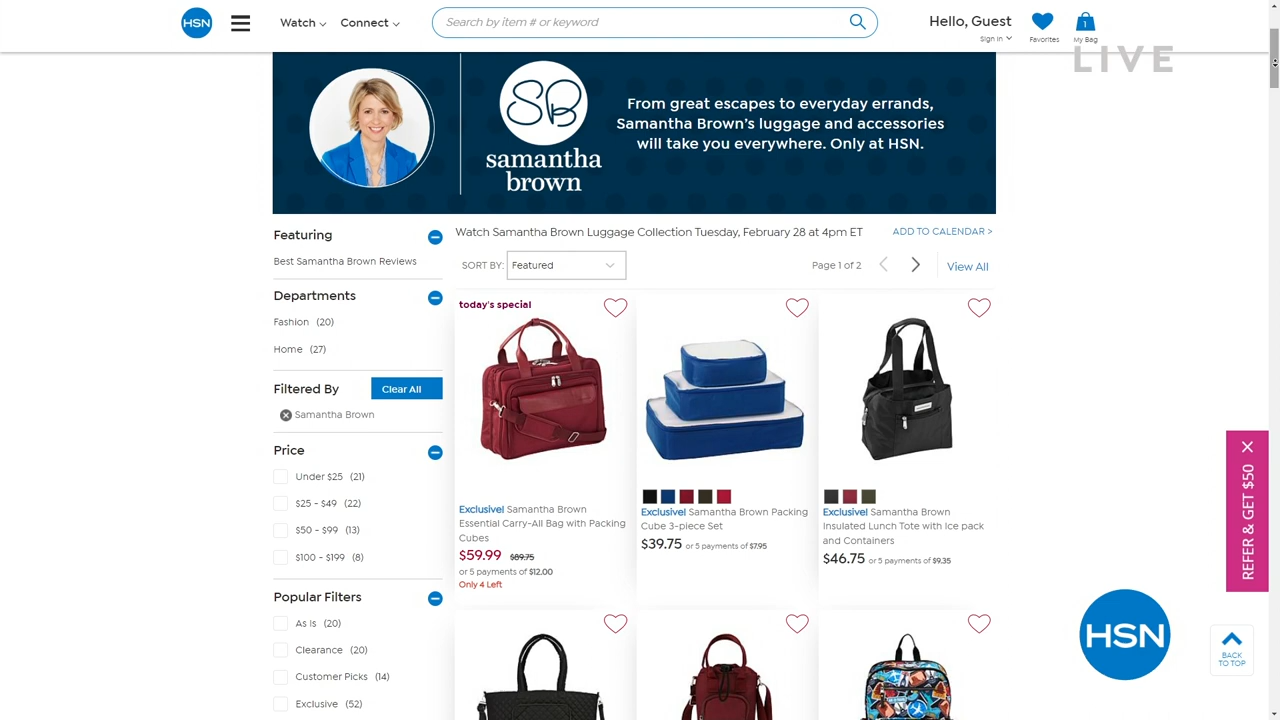 HSN
Watch
Connect
Search by item # or keyword
Hello, Guest
Sign In
Favorites
1
My Bag
LIVE
SB
samantha
brown
From great escapes to everyday errands,
Samantha Brown's luggage and accessories
will take you everywhere. Only at HSN.
Featuring
Best Samantha Brown Reviews
Departments
Fashion (20)
Home (27)
Filtered By
Clear All
Samantha Brown
Price
Under $25 (21)
$25 - $49 (22)
$50 - $99 (13)
$100 - $199 (8)
Popular Filters
As Is (20)
Clearance (20)
Customer Picks (14)
Exclusive (52)
Watch Samantha Brown Luggage Collection Tuesday, February 28 at 4pm ET
ADD TO CALENDAR >
SORT BY: Featured
Page 1 of 2
View All
today's special
Exclusive! Samantha Brown
Essential Carry-All Bag with Packing
Cubes
$59.99 $89.75
or 5 payments of $12.00
Only 4 Left
Exclusive! Samantha Brown Packing
Cube 3-piece Set
$39.75 or 5 payments of $7.95
Exclusive! Samantha Brown
Insulated Lunch Tote with Ice pack
and Containers
$46.75 or 5 payments of $9.35
REFER & GET $50
HSN
BACK
TO TOP